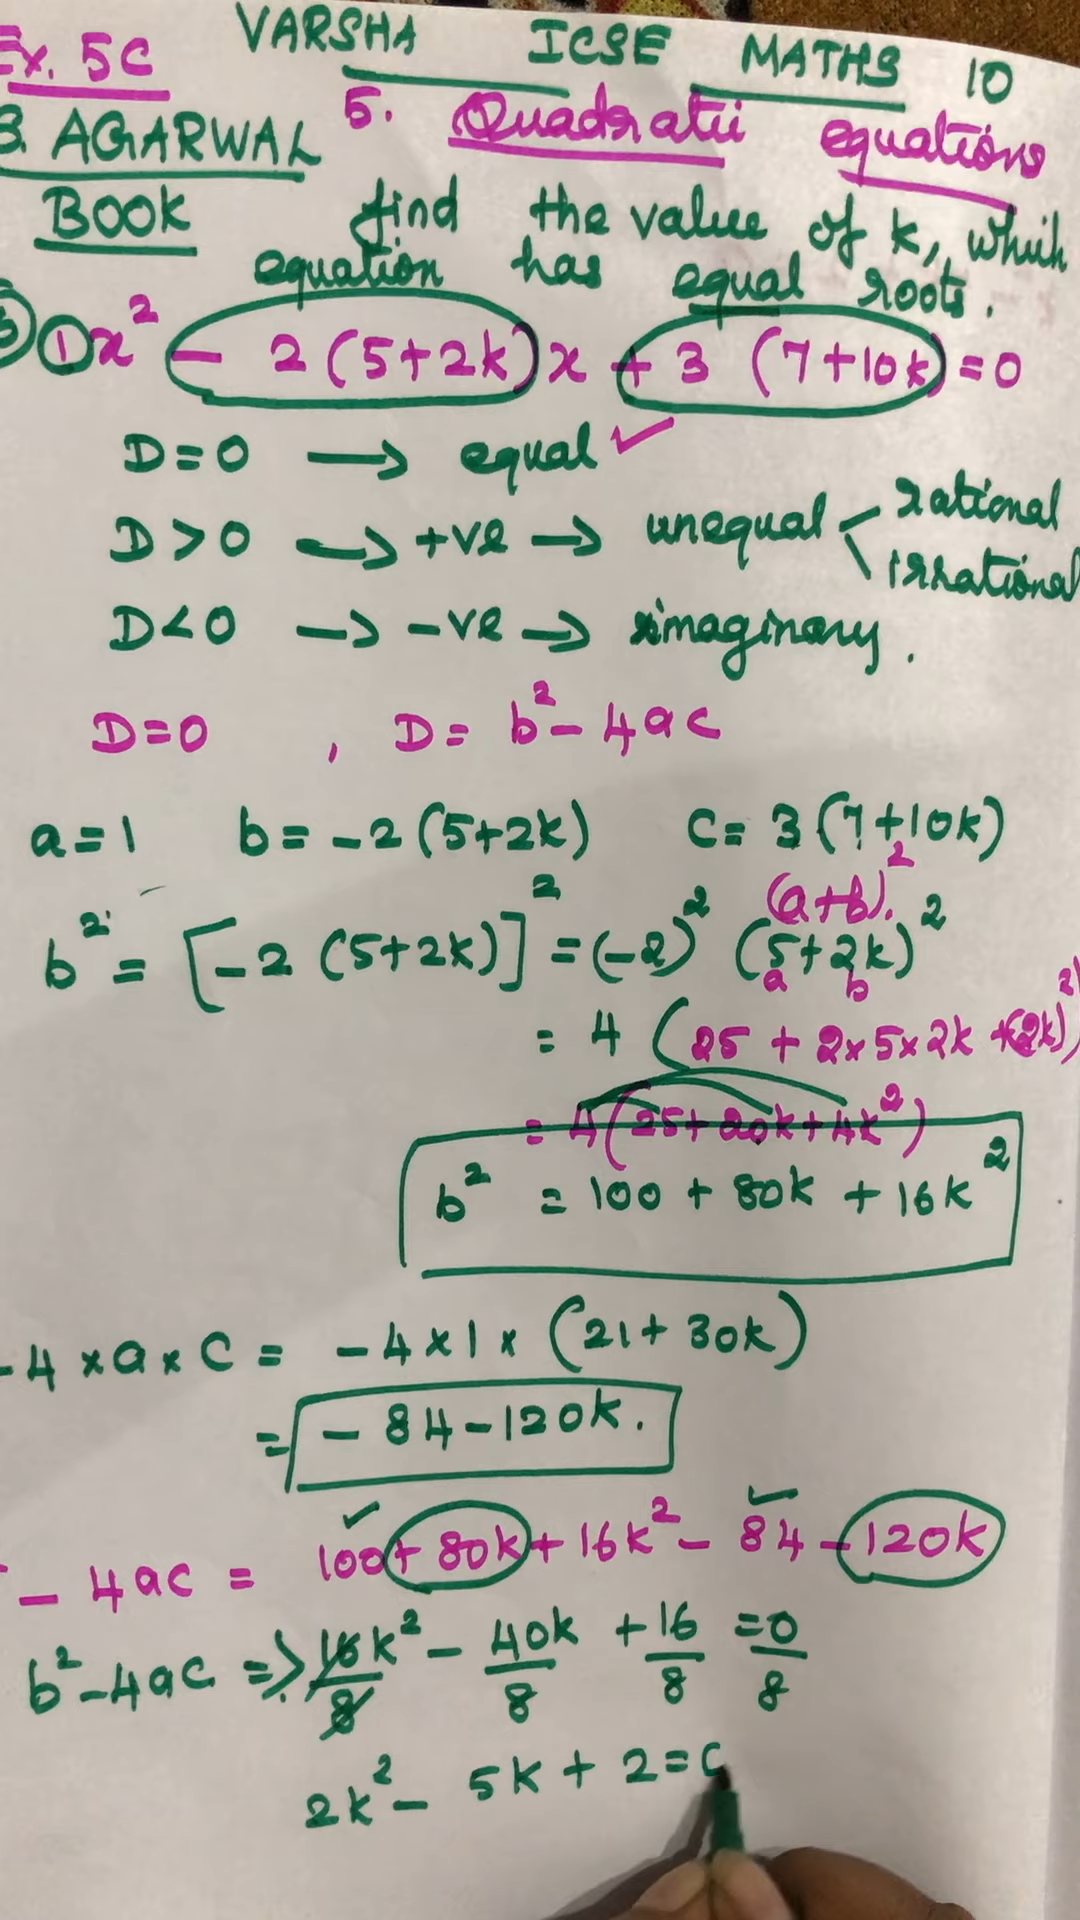 Ex. 5C VARSHA ICSE MATHS 10
S. AGARWAL 5. Quadratic equations
BOOK find the value of k, which
equation has equal roots.
① x² - 2 (5+2k) x + 3 (7+10k) = 0
D=0 → equal ✓
D>0 → +ve → unequal < rational
irrational
D<0 → -ve → imaginary.
D=0 , D= b²- 4ac
a=1 b= -2 (5+2k) c= 3 (7+10k)
(a+b)²
b² = [-2 (5+2k)]² = (-2)² (5+2k)²
a b
= 4 (25 + 2×5×2k + (2k)²)
= 4(25+20k+4k²)
b² = 100 + 80k + 16k²
-4 × a × c = -4×1× (21+30k)
= -84-120k.
- 4ac = 100+80k+16k² - 84 -120k
b²-4ac => 16k²/8 - 40k/8 + 16/8 = 0/8
2k² - 5k + 2 =